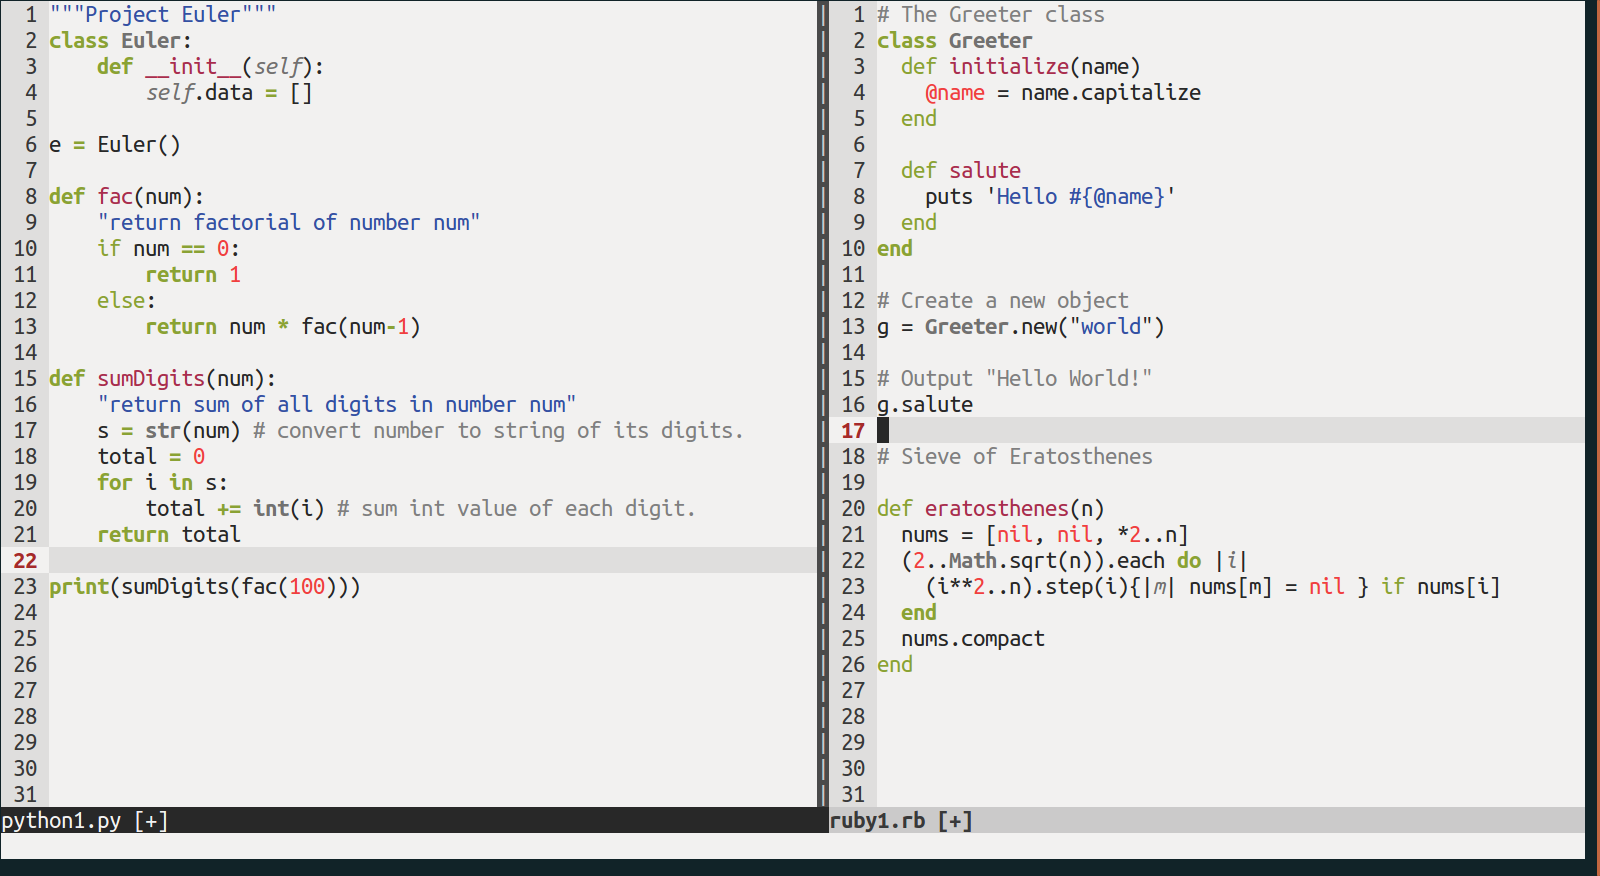 1 """Project Euler"""
2 class Euler:
3     def __init__(self):
4         self.data = []
5
6 e = Euler()
7
8 def fac(num):
9     "return factorial of number num"
10     if num == 0:
11         return 1
12     else:
13         return num * fac(num-1)
14
15 def sumDigits(num):
16     "return sum of all digits in number num"
17     s = str(num) # convert number to string of its digits.
18     total = 0
19     for i in s:
20         total += int(i) # sum int value of each digit.
21     return total
22
23 print(sumDigits(fac(100)))
24
25
26
27
28
29
30
31
python1.py [+]
1 # The Greeter class
2 class Greeter
3   def initialize(name)
4     @name = name.capitalize
5   end
6
7   def salute
8     puts 'Hello #{@name}'
9   end
10 end
11
12 # Create a new object
13 g = Greeter.new("world")
14
15 # Output "Hello World!"
16 g.salute
17
18 # Sieve of Eratosthenes
19
20 def eratosthenes(n)
21   nums = [nil, nil, *2..n]
22   (2..Math.sqrt(n)).each do |i|
23     (i**2..n).step(i){|m| nums[m] = nil } if nums[i]
24   end
25   nums.compact
26 end
27
28
29
30
31
ruby1.rb [+]